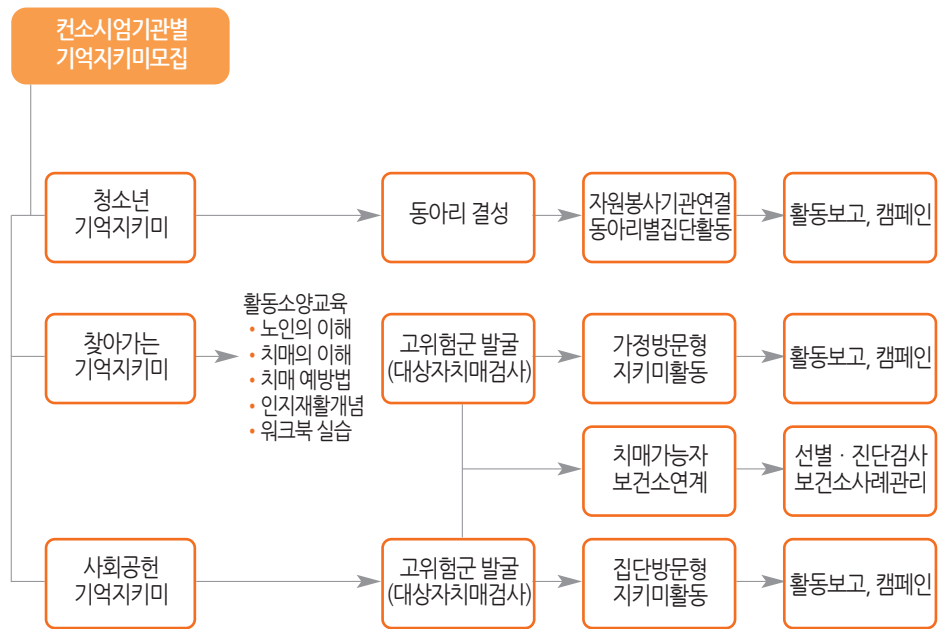 컨소시엄기관별
기억지키미모집
청소년
기억지키미
동아리 결성
자원봉사기관연결
동아리별집단활동
활동보고, 캠페인
찾아가는
기억지키미
활동소양교육
• 노인의 이해
• 치매의 이해
• 치매 예방법
• 인지재활개념
• 워크북 실습
고위험군 발굴
(대상자치매검사)
가정방문형
지키미활동
활동보고, 캠페인
치매가능자
보건소연계
선별 · 진단검사
보건소사례관리
사회공헌
기억지키미
고위험군 발굴
(대상자치매검사)
집단방문형
지키미활동
활동보고, 캠페인